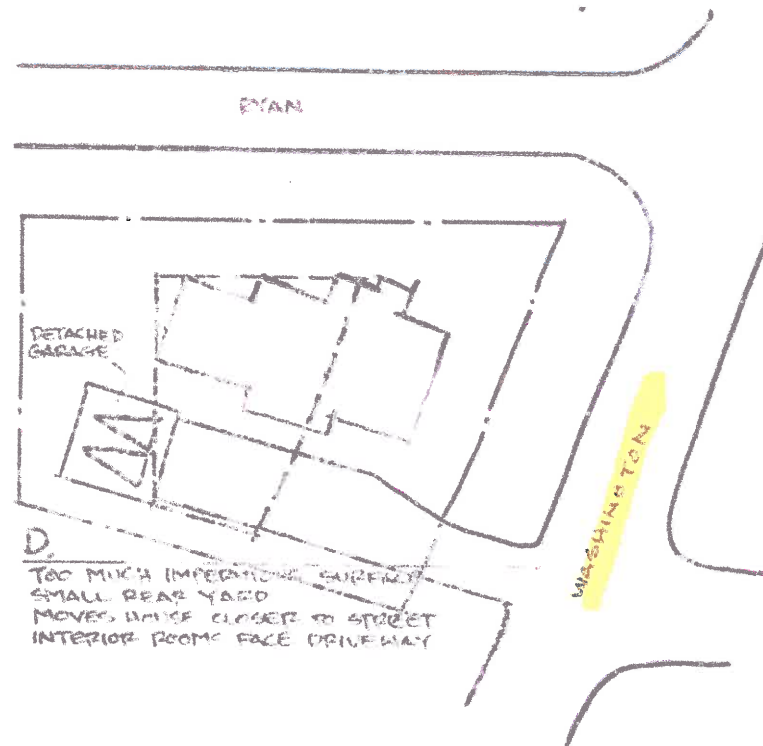 RYAN
DETACHED
GARAGE
WASHINGTON
D.
TOO MUCH IMPERVIOUS SURFACE
SMALL REAR YARD
MOVES HOUSE CLOSER TO STREET
INTERIOR ROOMS FACE DRIVEWAY